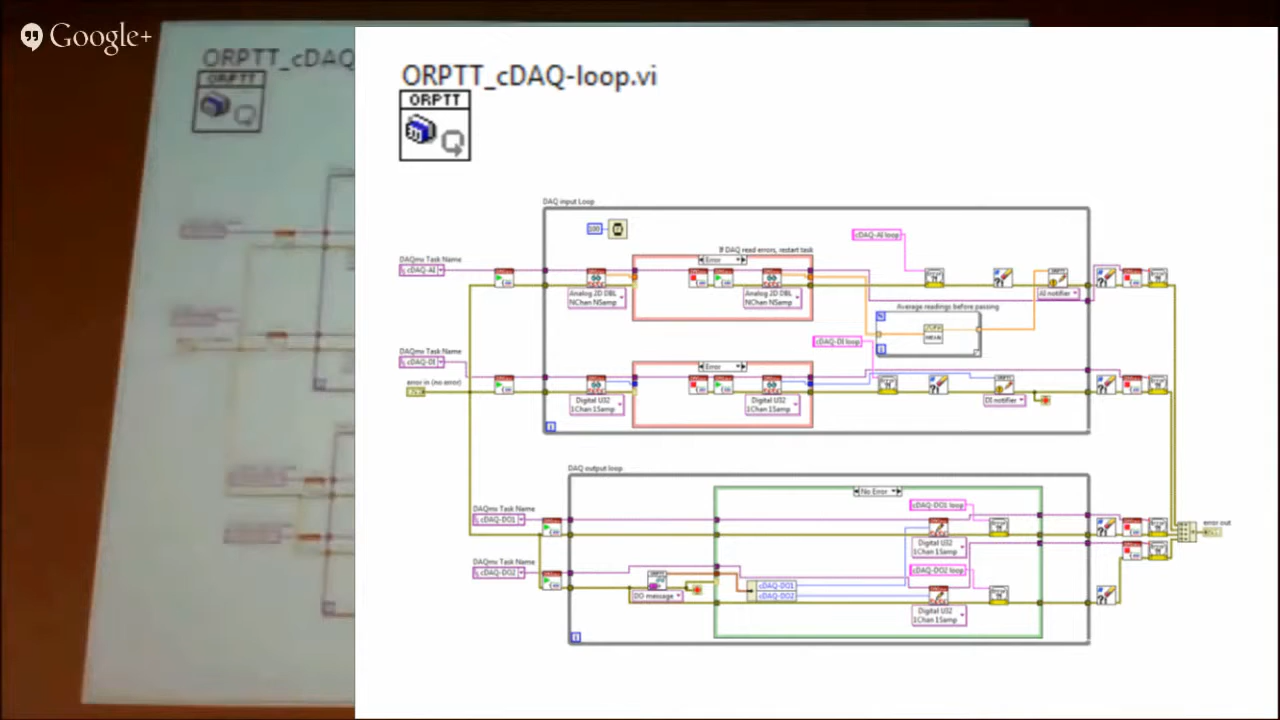 Google+
ORPTT_cDAQ
ORPTT
ORPTT_cDAQ-loop.vi
ORPTT
DAQ input Loop
100
If DAQ read errors, restart task
cDAQ-AI loop
DAQmx Task Name
cDAQ-AI
Error
Analog 2D DBL
NChan NSamp
Analog 2D DBL
NChan NSamp
AI notifier
Average readings before passing
cDAQ-DI loop
DAQmx Task Name
cDAQ-DI
error in (no error)
Error
Digital U32
1Chan 1Samp
Digital U32
1Chan 1Samp
DI notifier
DAQ output loop
No Error
DAQmx Task Name
cDAQ-DO1
cDAQ-DO1 loop
Digital U32
1Chan 1Samp
error out
DAQmx Task Name
cDAQ-DO2
DO message
cDAQ-DO1
cDAQ-DO2
cDAQ-DO2 loop
Digital U32
1Chan 1Samp